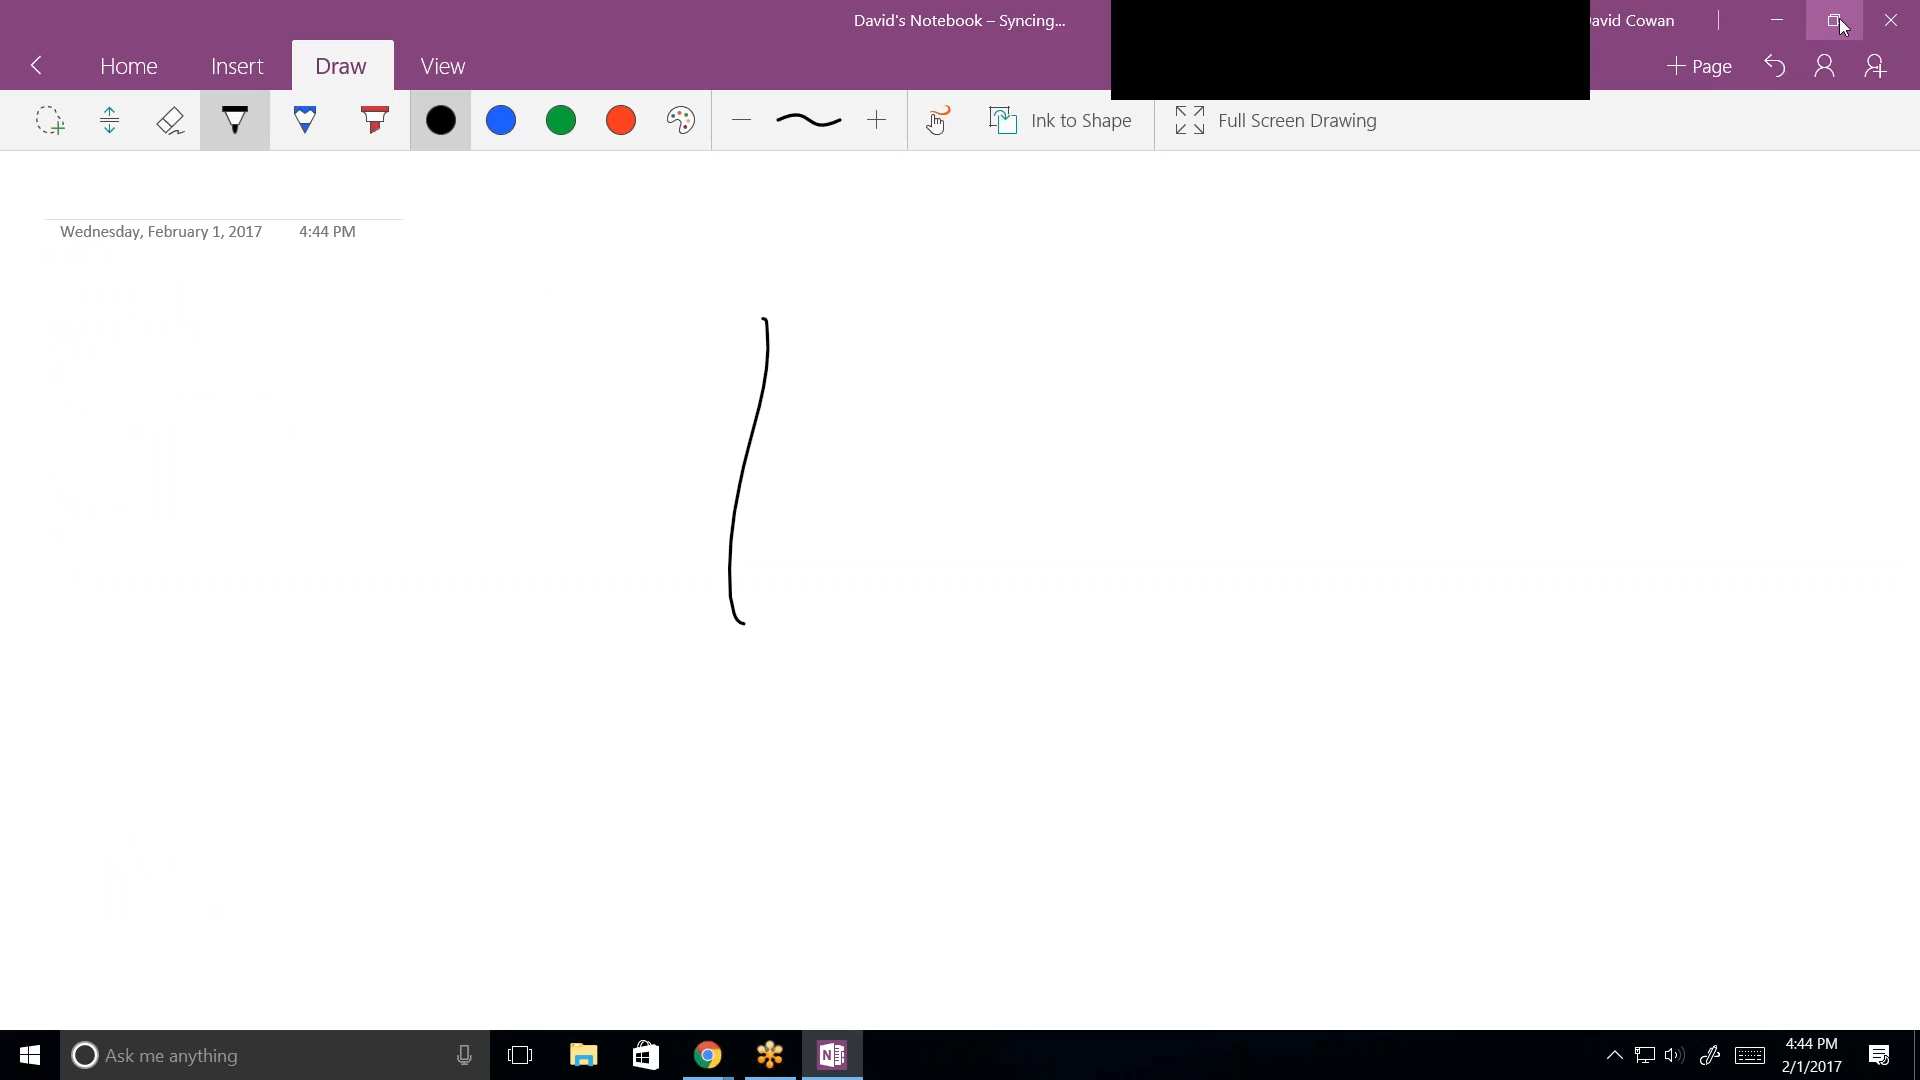 David's Notebook – Syncing...
avid Cowan
Home
Insert
Draw
View
Page
Ink to Shape
Full Screen Drawing
Wednesday, February 1, 2017 4:44 PM
Ask me anything
N
4:44 PM
2/1/2017